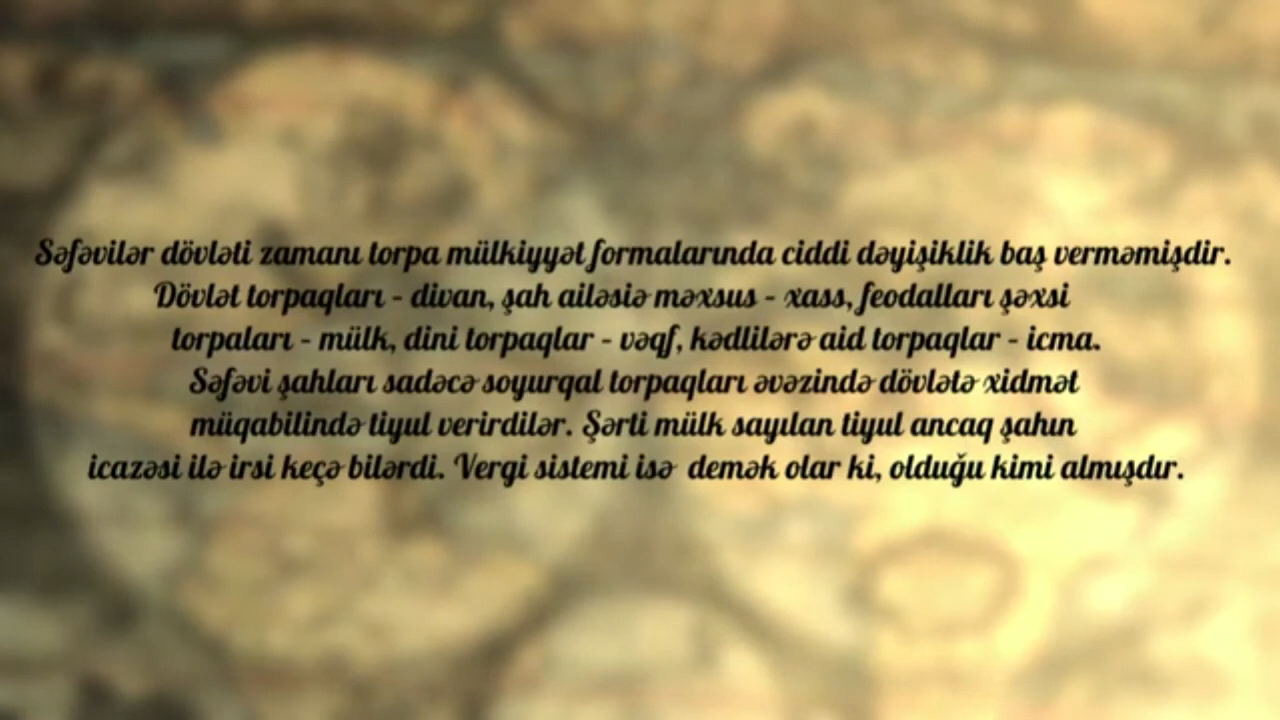 Səfəvilər dövləti zamanı torpa mülkiyyət formalarında ciddi dəyişiklik baş verməmişdir.
Dövlət torpaqları - divan, şah ailəsiə məxsus - xass, feodalları şəxsi
torpaları - mülk, dini torpaqlar - vəqf, kədlilərə aid torpaqlar - icma.
Səfəvi şahları sadəcə soyurqal torpaqları əvəzində dövlətə xidmət
müqabilində tiyul verirdilər. Şərti mülk sayılan tiyul ancaq şahın
icazəsi ilə irsi keçə bilərdi. Vergi sistemi isə demək olar ki, olduğu kimi almışdır.